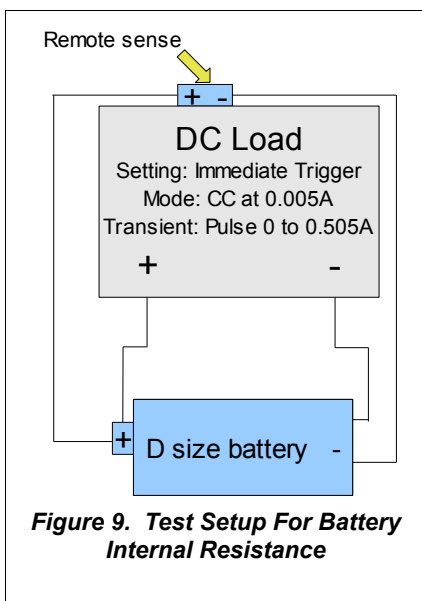 Remote sense
+ -
DC Load
Setting: Immediate Trigger
Mode: CC at 0.005A
Transient: Pulse 0 to 0.505A
+ -
+ D size battery -
Figure 9. Test Setup For Battery
Internal Resistance